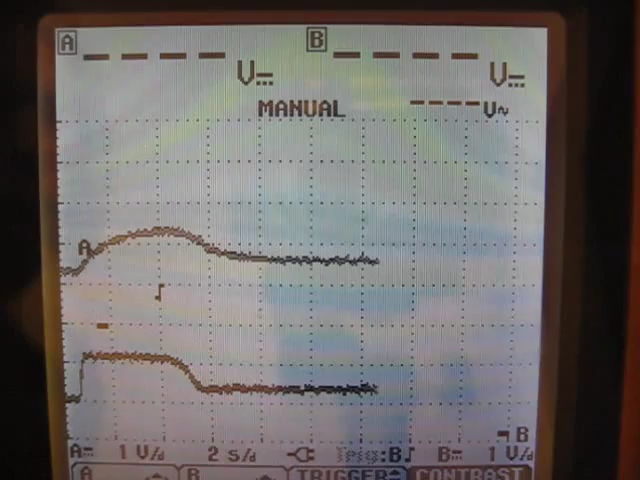 A B
V V
MANUAL V~
A
B
A 1 V/d 2 s/d Trig:B B 1 V/d
A B TRIGGER CONTRAST